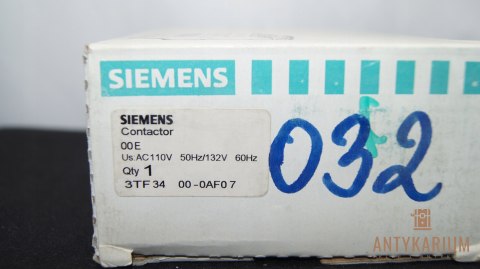 SIEMENS
SIEMENS
Contactor
00E
Us.AC110V 50Hz/132V 60Hz
Qty 1
3TF34 00-0AF07
032
ANTYKARIUM